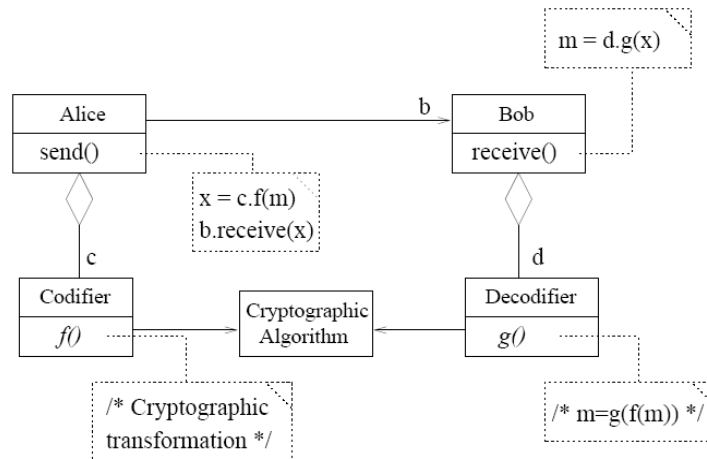 m = d.g(x)
b
Alice
send()
Bob
receive()
x = c.f(m)
b.receive(x)
c
d
Codifier
f()
Cryptographic
Algorithm
Decodifier
g()
/* Cryptographic
transformation */
/* m=g(f(m)) */